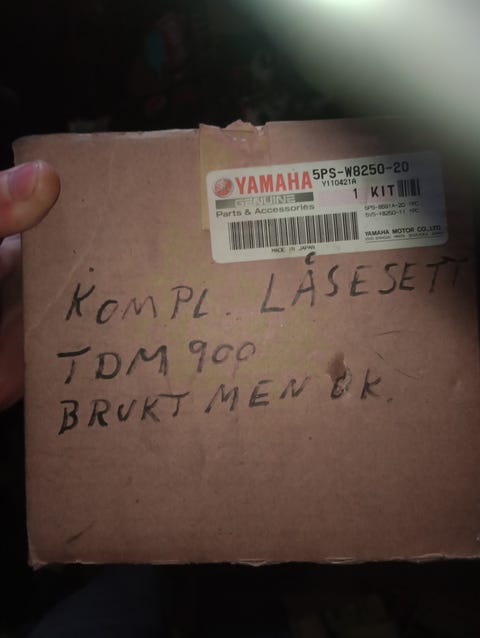 YAMAHA
GENUINE
Parts & Accessories
5PS-W8250-20
Y110421A
1 KIT
YAMAHA MOTOR CO.,LTD
MADE IN JAPAN
KOMPL. LÅSESETT
TDM 900
BRUKT MEN OK.